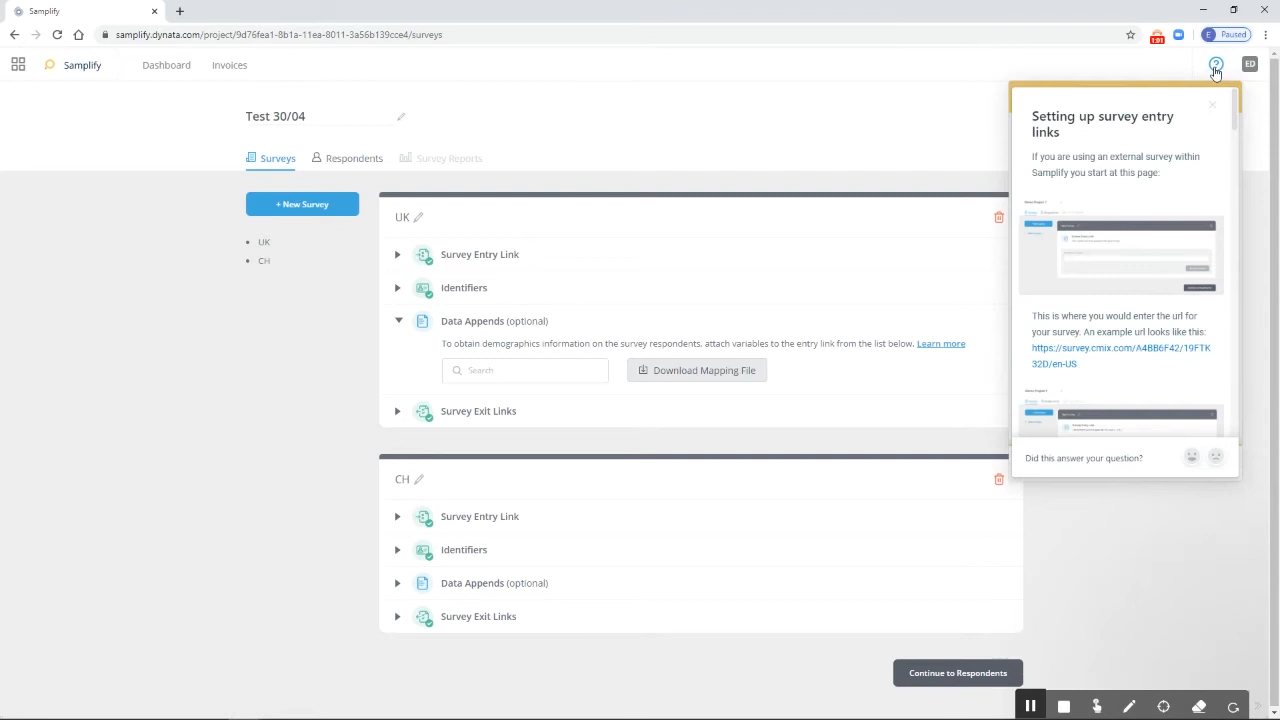 Samplify
samplify.dynata.com/project/9d76fea1-8b1a-11ea-8011-3a56b139cce4/surveys
1:01
E Paused
Samplify Dashboard Invoices
ED
Test 30/04
Surveys Respondents Survey Reports
+ New Survey
UK
CH
UK
Survey Entry Link
Identifiers
Data Appends (optional)
To obtain demographics information on the survey respondents, attach variables to the entry link from the list below. Learn more
Search Download Mapping File
Survey Exit Links
CH
Survey Entry Link
Identifiers
Data Appends (optional)
Survey Exit Links
Continue to Respondents
Setting up survey entry
links
If you are using an external survey within
Samplify you start at this page:
This is where you would enter the url for
your survey. An example url looks like this:
https://survey.cmix.com/A4BB6F42/19FTK
32D/en-US
Did this answer your question?